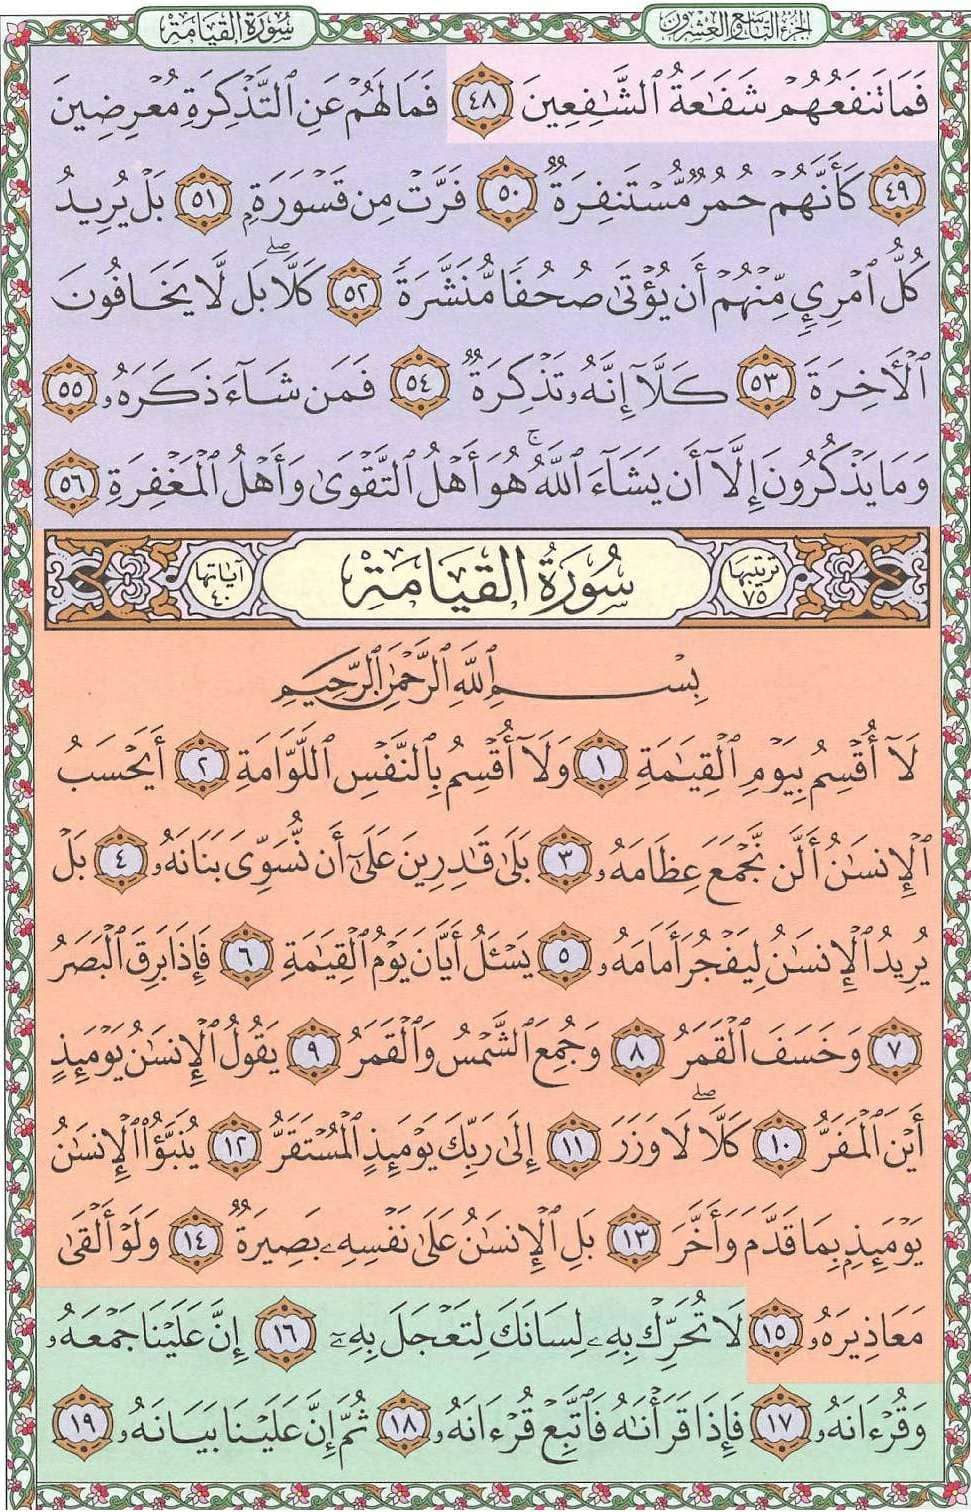 الجزء التاسع والعشرون
سورة القيامة
فَمَا تَنفَعُهُمْ شَفَٰعَةُ ٱلشَّٰفِعِينَ ٤٨ فَمَا لَهُمْ عَنِ ٱلتَّذْكِرَةِ مُعْرِضِينَ
٤٩ كَأَنَّهُمْ حُمُرٌ مُّسْتَنفِرَةٌ ٥٠ فَرَّتْ مِن قَسْوَرَةٍۭ ٥١ بَلْ يُرِيدُ
كُلُّ ٱمْرِئٍ مِّنْهُمْ أَن يُؤْتَىٰ صُحُفًا مُّنَشَّرَةً ٥٢ كَلَّاۖ بَل لَّا يَخَافُونَ
ٱلْءَاخِرَةَ ٥٣ كَلَّآ إِنَّهُۥ تَذْكِرَةٌ ٥٤ فَمَن شَآءَ ذَكَرَهُۥ ٥٥
وَمَا يَذْكُرُونَ إِلَّآ أَن يَشَآءَ ٱللَّهُۚ هُوَ أَهْلُ ٱلتَّقْوَىٰ وَأَهْلُ ٱلْمَغْفِرَةِ ٥٦
ترتيبها ٧٥ سُورَةُ القِيَامَةِ آياتها ٤٠
بِسْمِ ٱللَّهِ ٱلرَّحْمَٰنِ ٱلرَّحِيمِ
لَآ أُقْسِمُ بِيَوْمِ ٱلْقِيَٰمَةِ ١ وَلَآ أُقْسِمُ بِٱلنَّفْسِ ٱللَّوَّامَةِ ٢ أَيَحْسَبُ
ٱلْإِنسَٰنُ أَلَّن نَّجْمَعَ عِظَامَهُۥ ٣ بَلَىٰ قَٰدِرِينَ عَلَىٰٓ أَن نُّسَوِّيَ بَنَانَهُۥ ٤ بَلْ
يُرِيدُ ٱلْإِنسَٰنُ لِيَفْجُرَ أَمَامَهُۥ ٥ يَسْـَٔلُ أَيَّانَ يَوْمُ ٱلْقِيَٰمَةِ ٦ فَإِذَا بَرِقَ ٱلْبَصَرُ
٧ وَخَسَفَ ٱلْقَمَرُ ٨ وَجُمِعَ ٱلشَّمْسُ وَٱلْقَمَرُ ٩ يَقُولُ ٱلْإِنسَٰنُ يَوْمَئِذٍ
أَيْنَ ٱلْمَفَرُّ ١٠ كَلَّاۖ لَا وَزَرَ ١١ إِلَىٰ رَبِّكَ يَوْمَئِذٍ ٱلْمُسْتَقَرُّ ١٢ يُنَبَّؤُا۟ ٱلْإِنسَٰنُ
يَوْمَئِذٍۭ بِمَا قَدَّمَ وَأَخَّرَ ١٣ بَلِ ٱلْإِنسَٰنُ عَلَىٰ نَفْسِهِۦ بَصِيرَةٌ ١٤ وَلَوْ أَلْقَىٰ
مَعَاذِيرَهُۥ ١٥ لَا تُحَرِّكْ بِهِۦ لِسَانَكَ لِتَعْجَلَ بِهِۦٓ ١٦ إِنَّ عَلَيْنَا جَمْعَهُۥ
وَقُرْءَانَهُۥ ١٧ فَإِذَا قَرَأْنَٰهُ فَٱتَّبِعْ قُرْءَانَهُۥ ١٨ ثُمَّ إِنَّ عَلَيْنَا بَيَانَهُۥ ١٩